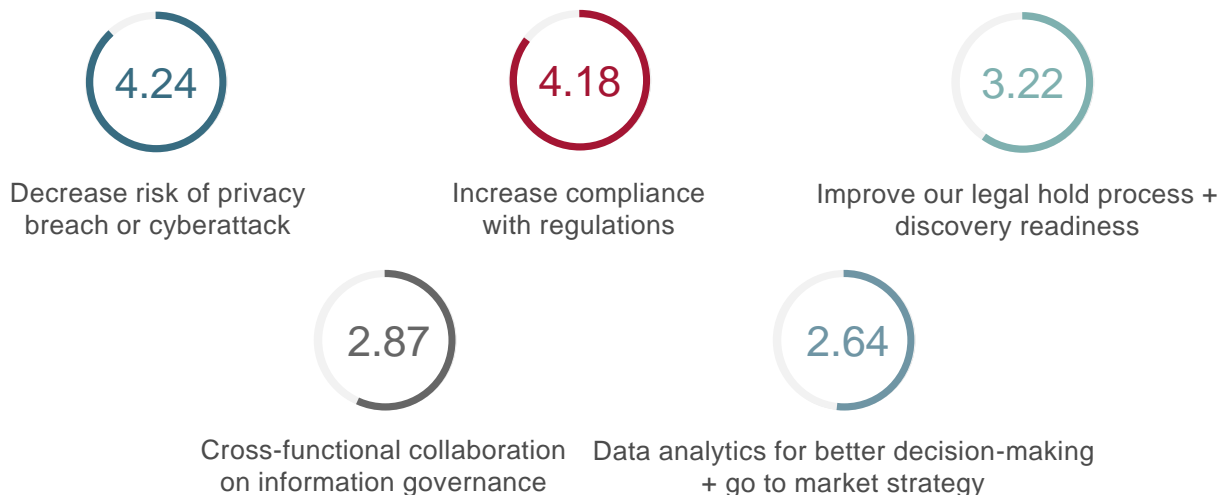 4.24
Decrease risk of privacy
breach or cyberattack
4.18
Increase compliance
with regulations
3.22
Improve our legal hold process +
discovery readiness
2.87
Cross-functional collaboration
on information governance
2.64
Data analytics for better decision-making
+ go to market strategy